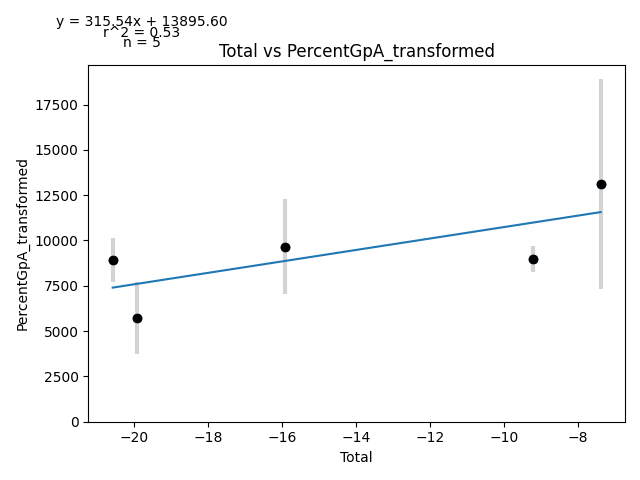 y = 315.54x + 13895.60
r^2 = 0.53
n = 5
Total vs PercentGpA_transformed
PercentGpA_transformed
17500
15000
12500
10000
7500
5000
2500
0
−20
−18
−16
−14
−12
−10
−8
Total